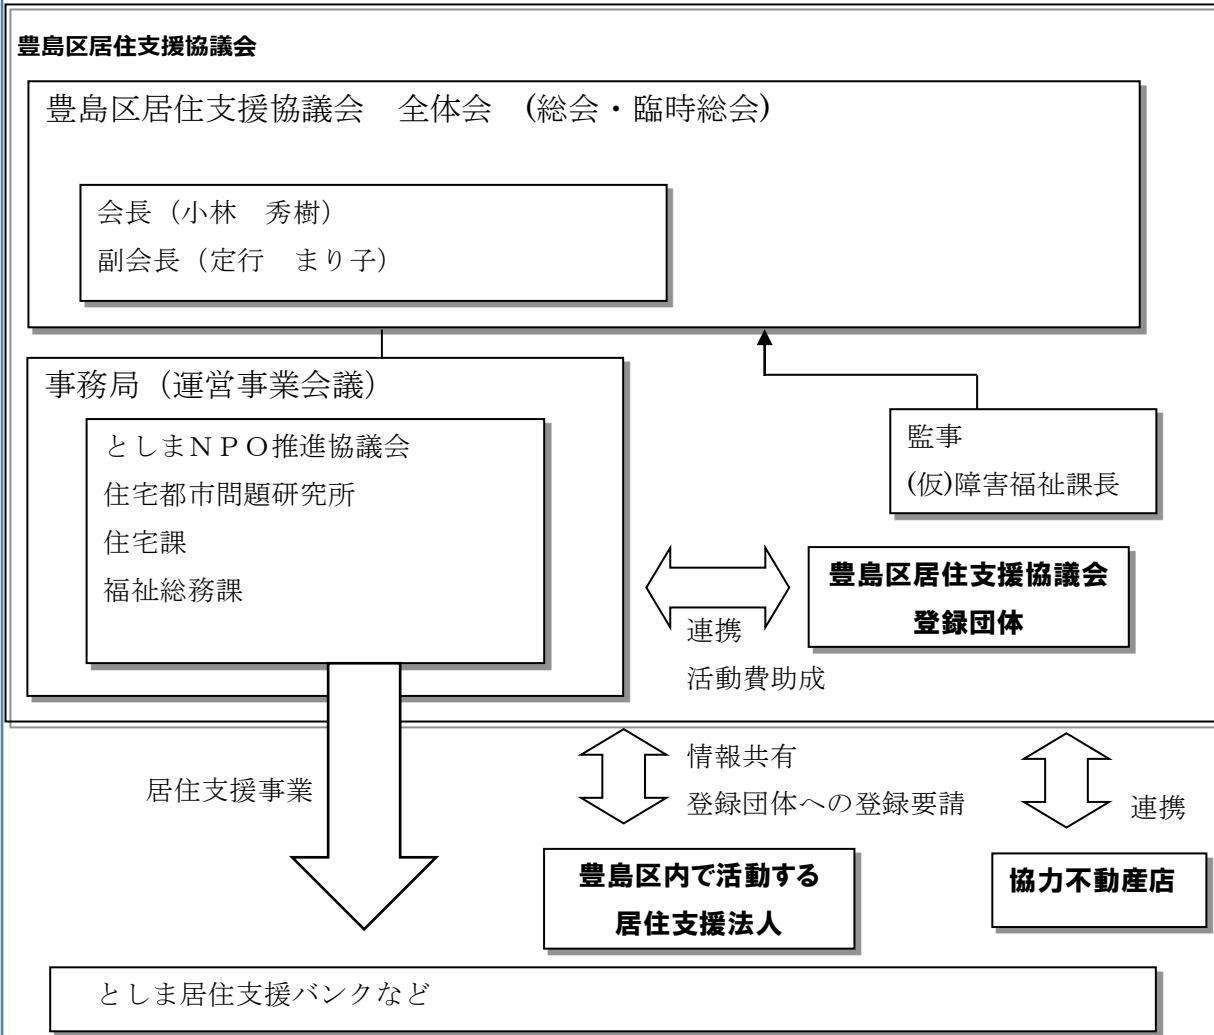 豊島区居住支援協議会
豊島区居住支援協議会　全体会　(総会・臨時総会)
会長（小林　秀樹）
副会長（定行　まり子）
事務局（運営事業会議）
としまＮＰＯ推進協議会
住宅都市問題研究所
住宅課
福祉総務課
監事
(仮)障害福祉課長
豊島区居住支援協議会
登録団体
連携
活動費助成
居住支援事業
情報共有
登録団体への登録要請
連携
豊島区内で活動する
居住支援法人
協力不動産店
としま居住支援バンクなど